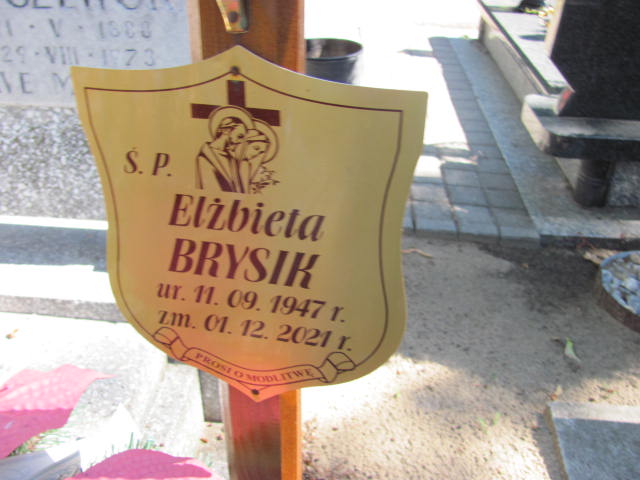 Ś. P.
Elżbieta
BRYSIK
ur. 11. 09. 1947 r.
zm. 01. 12. 2021 r.
PROSI O MODLITWĘ